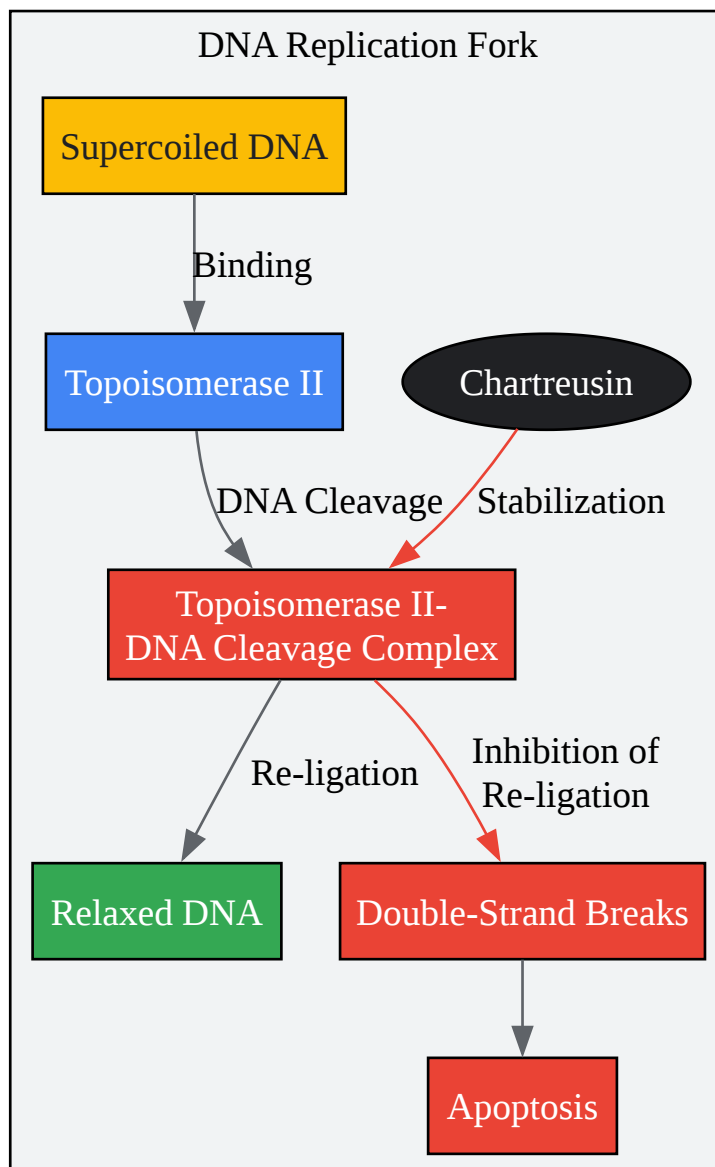 DNA Replication Fork
Supercoiled DNA
Binding
Topoisomerase II
Chartreusin
DNA Cleavage
Stabilization
Topoisomerase II-
DNA Cleavage Complex
Re-ligation
Inhibition of
Re-ligation
Relaxed DNA
Double-Strand Breaks
Apoptosis